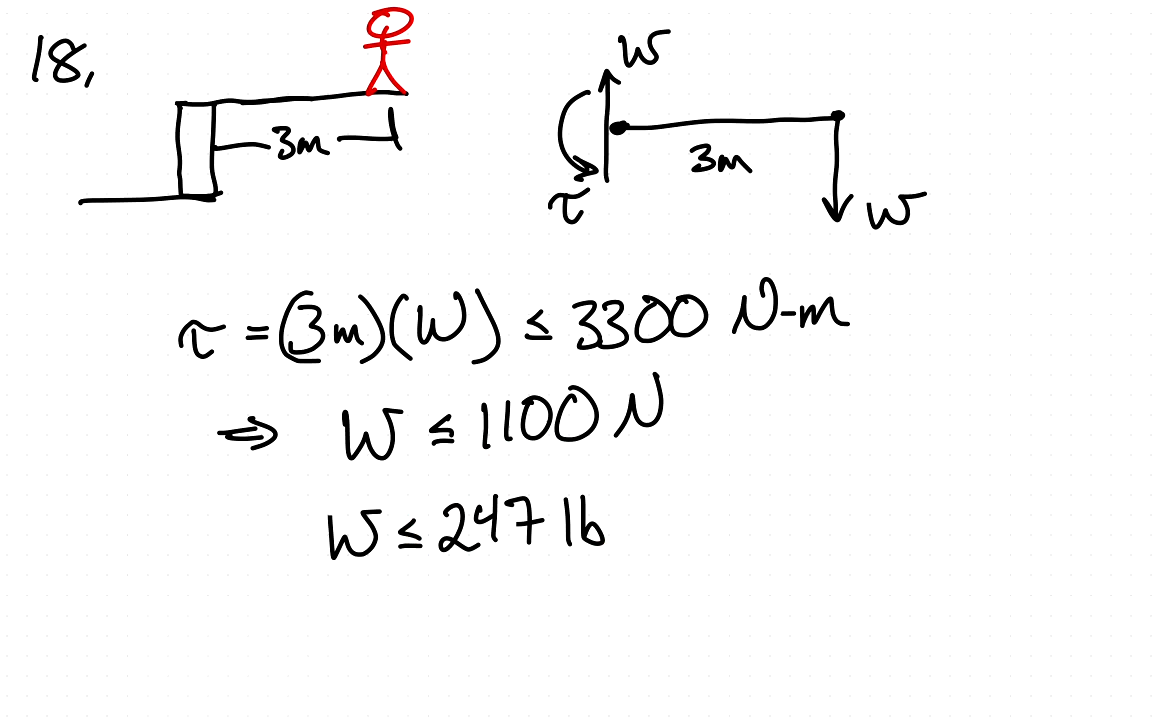 18.
3m
W
τ
3m
W
τ = (3m)(W) ≤ 3300 N-m
⇒ W ≤ 1100 N
W ≤ 247 lb